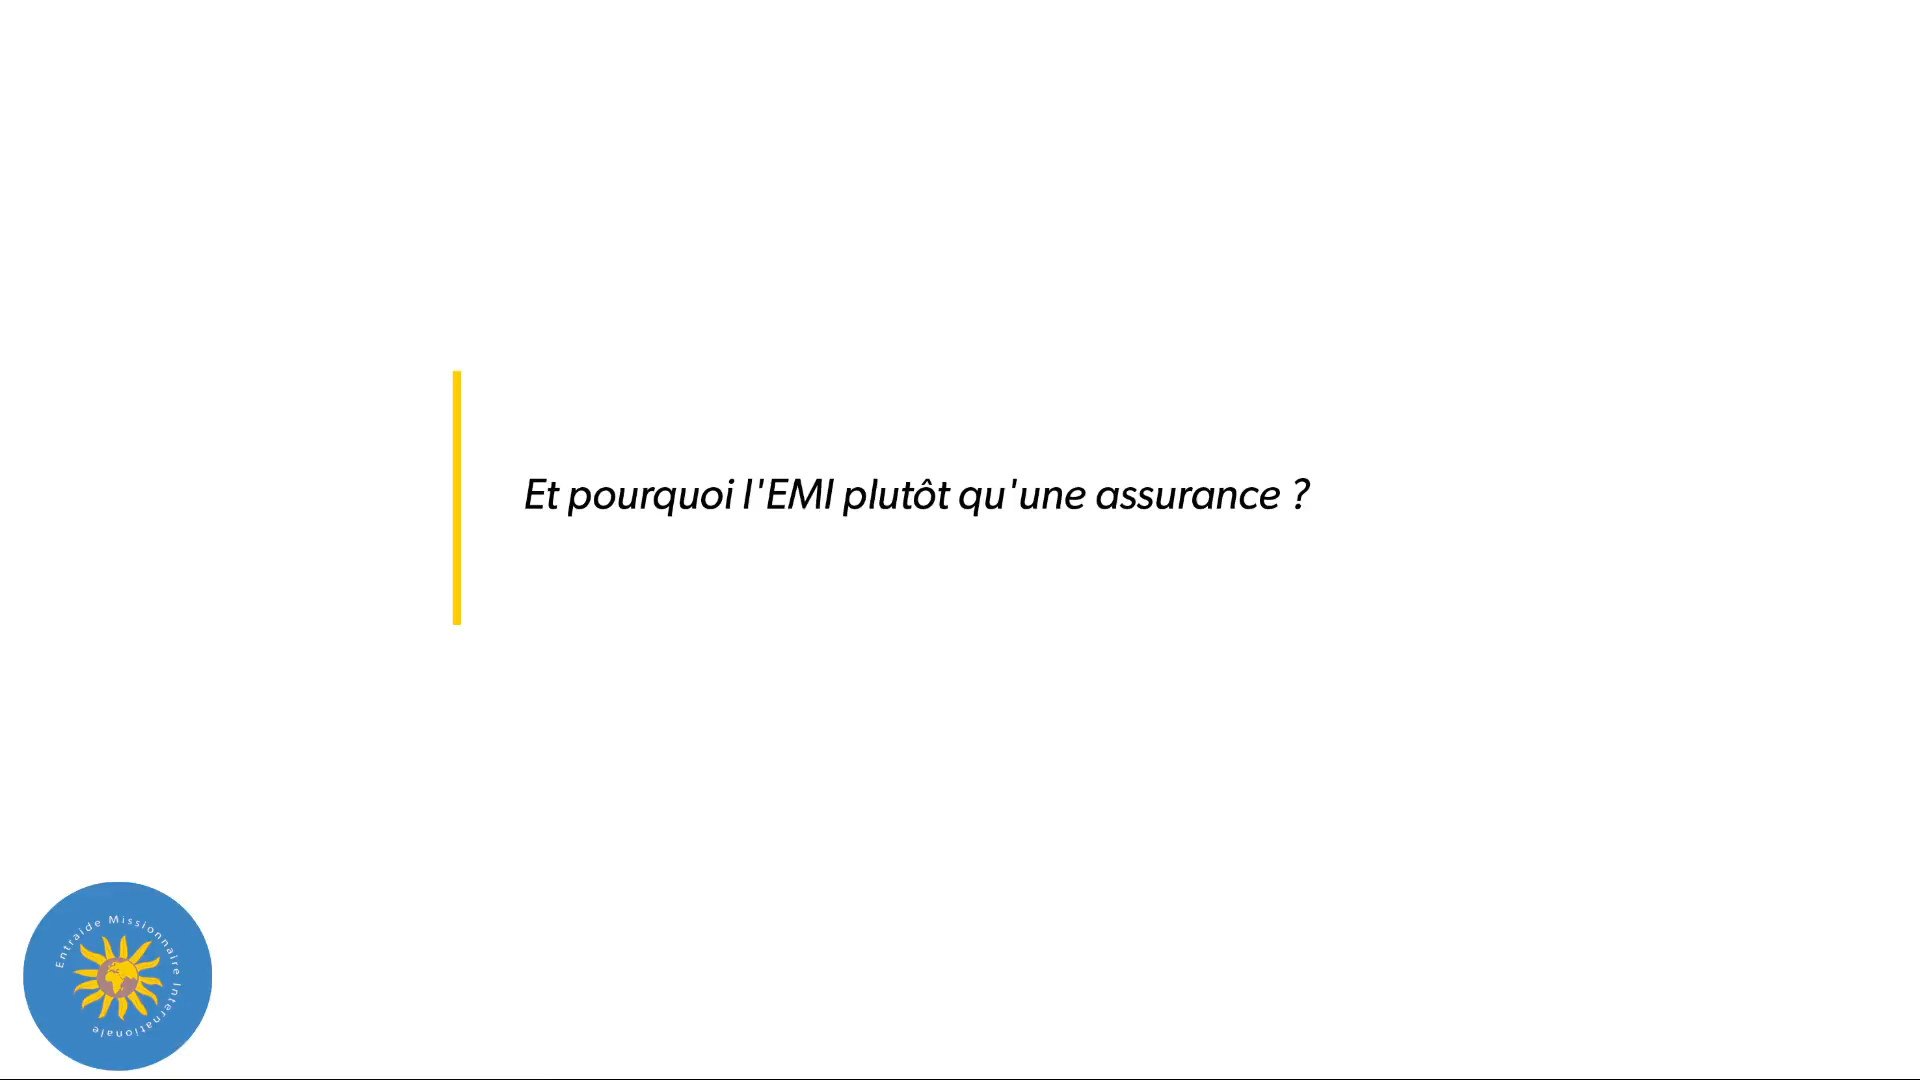 Et pourquoi l'EMI plutôt qu'une assurance ?
Entraide Missionnaire Internationale